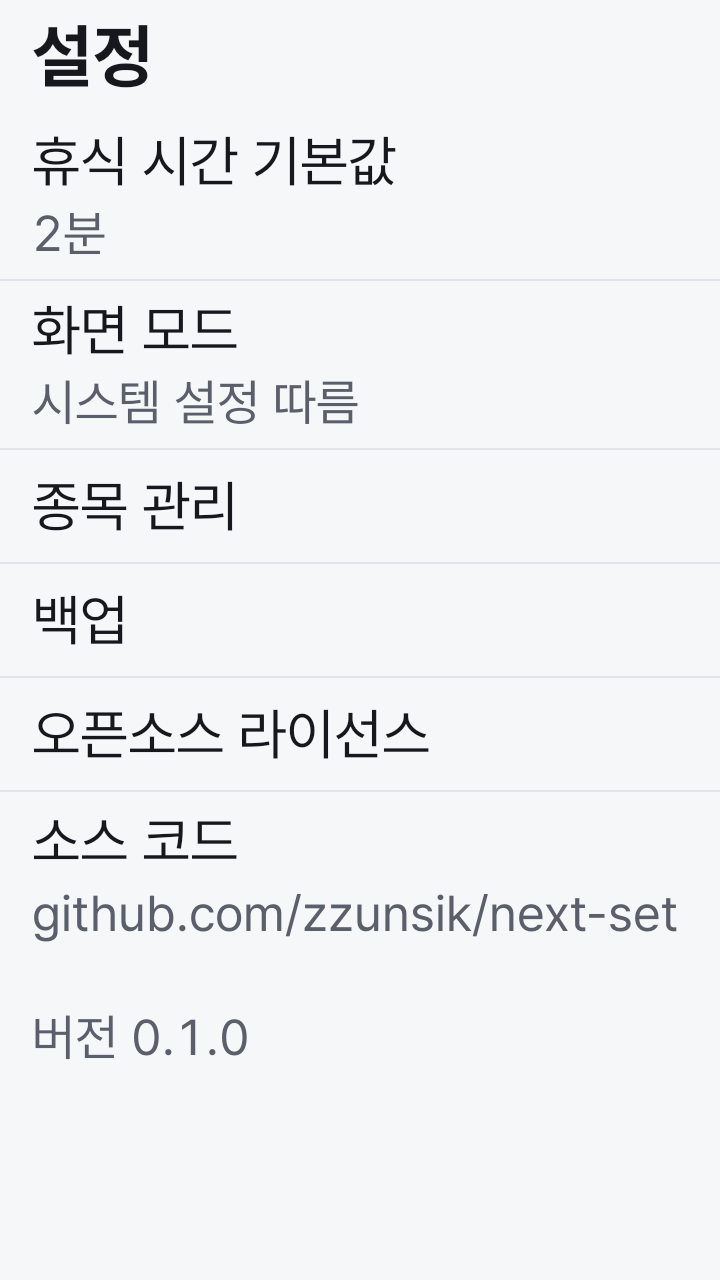 설정
휴식 시간 기본값
2분
화면 모드
시스템 설정 따름
종목 관리
백업
오픈소스 라이선스
소스 코드
github.com/zzunsik/next-set
버전 0.1.0